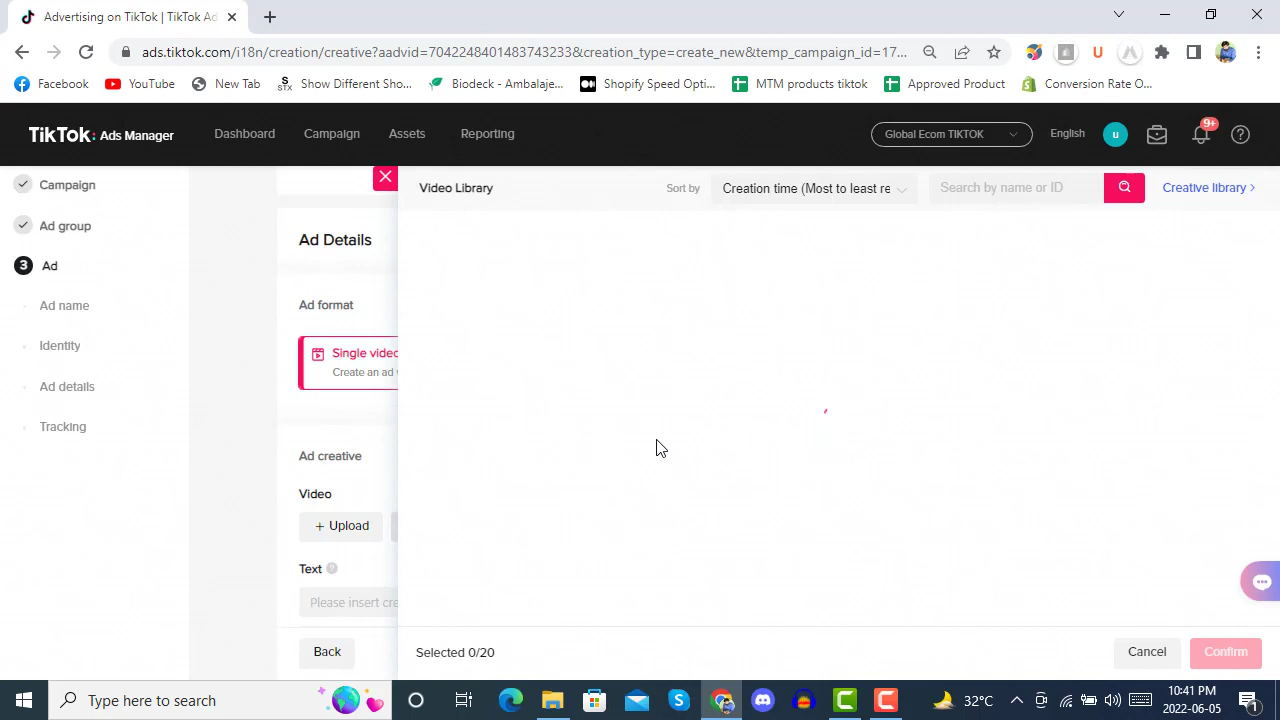 Advertising on TikTok | TikTok Ad
ads.tiktok.com/i18n/creation/creative?aadvid=7042248401483743233&creation_type=create_new&temp_campaign_id=17...
Facebook YouTube New Tab STX Show Different Sho... Biodeck - Ambalaje... Shopify Speed Opti... MTM products tiktok Approved Product Conversion Rate O...
TikTok: Ads Manager Dashboard Campaign Assets Reporting Global Ecom TIKTOK English u 9+
Campaign
Ad group
3 Ad
Ad name
Identity
Ad details
Tracking
Ad Details
Ad format
Single video
Create an ad
Ad creative
Video
+ Upload
Text
Please insert cre
Back
Video Library Sort by Creation time (Most to least re Search by name or ID Creative library >
Selected 0/20 Cancel Confirm
Type here to search 32°C 10:41 PM
2022-06-05 1